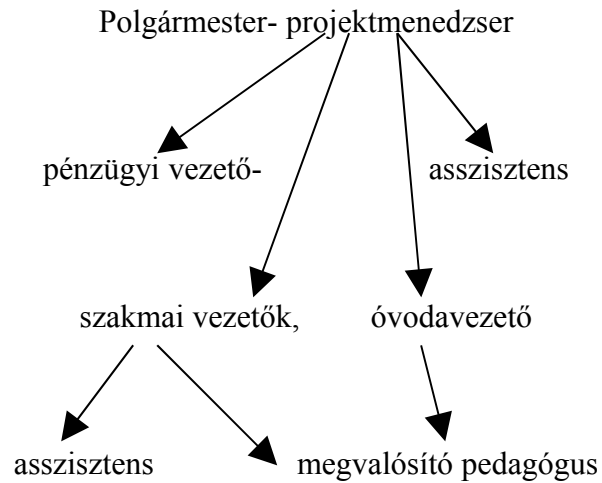 Polgármester- projektmenedzser
pénzügyi vezető- asszisztens
szakmai vezetők, óvodavezető
asszisztens megvalósító pedagógus